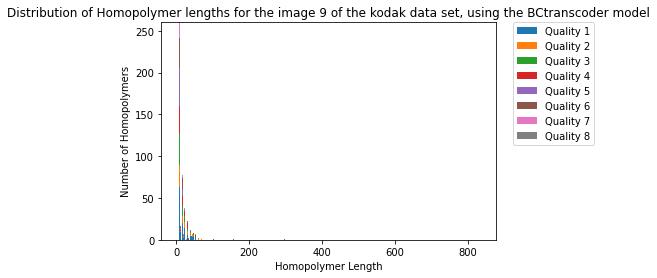 Distribution of Homopolymer lengths for the image 9 of the kodak data set, using the BCtranscoder model
250
200
150
100
50
0
Number of Homopolymers
0 200 400 600 800
Homopolymer Length
Quality 1
Quality 2
Quality 3
Quality 4
Quality 5
Quality 6
Quality 7
Quality 8